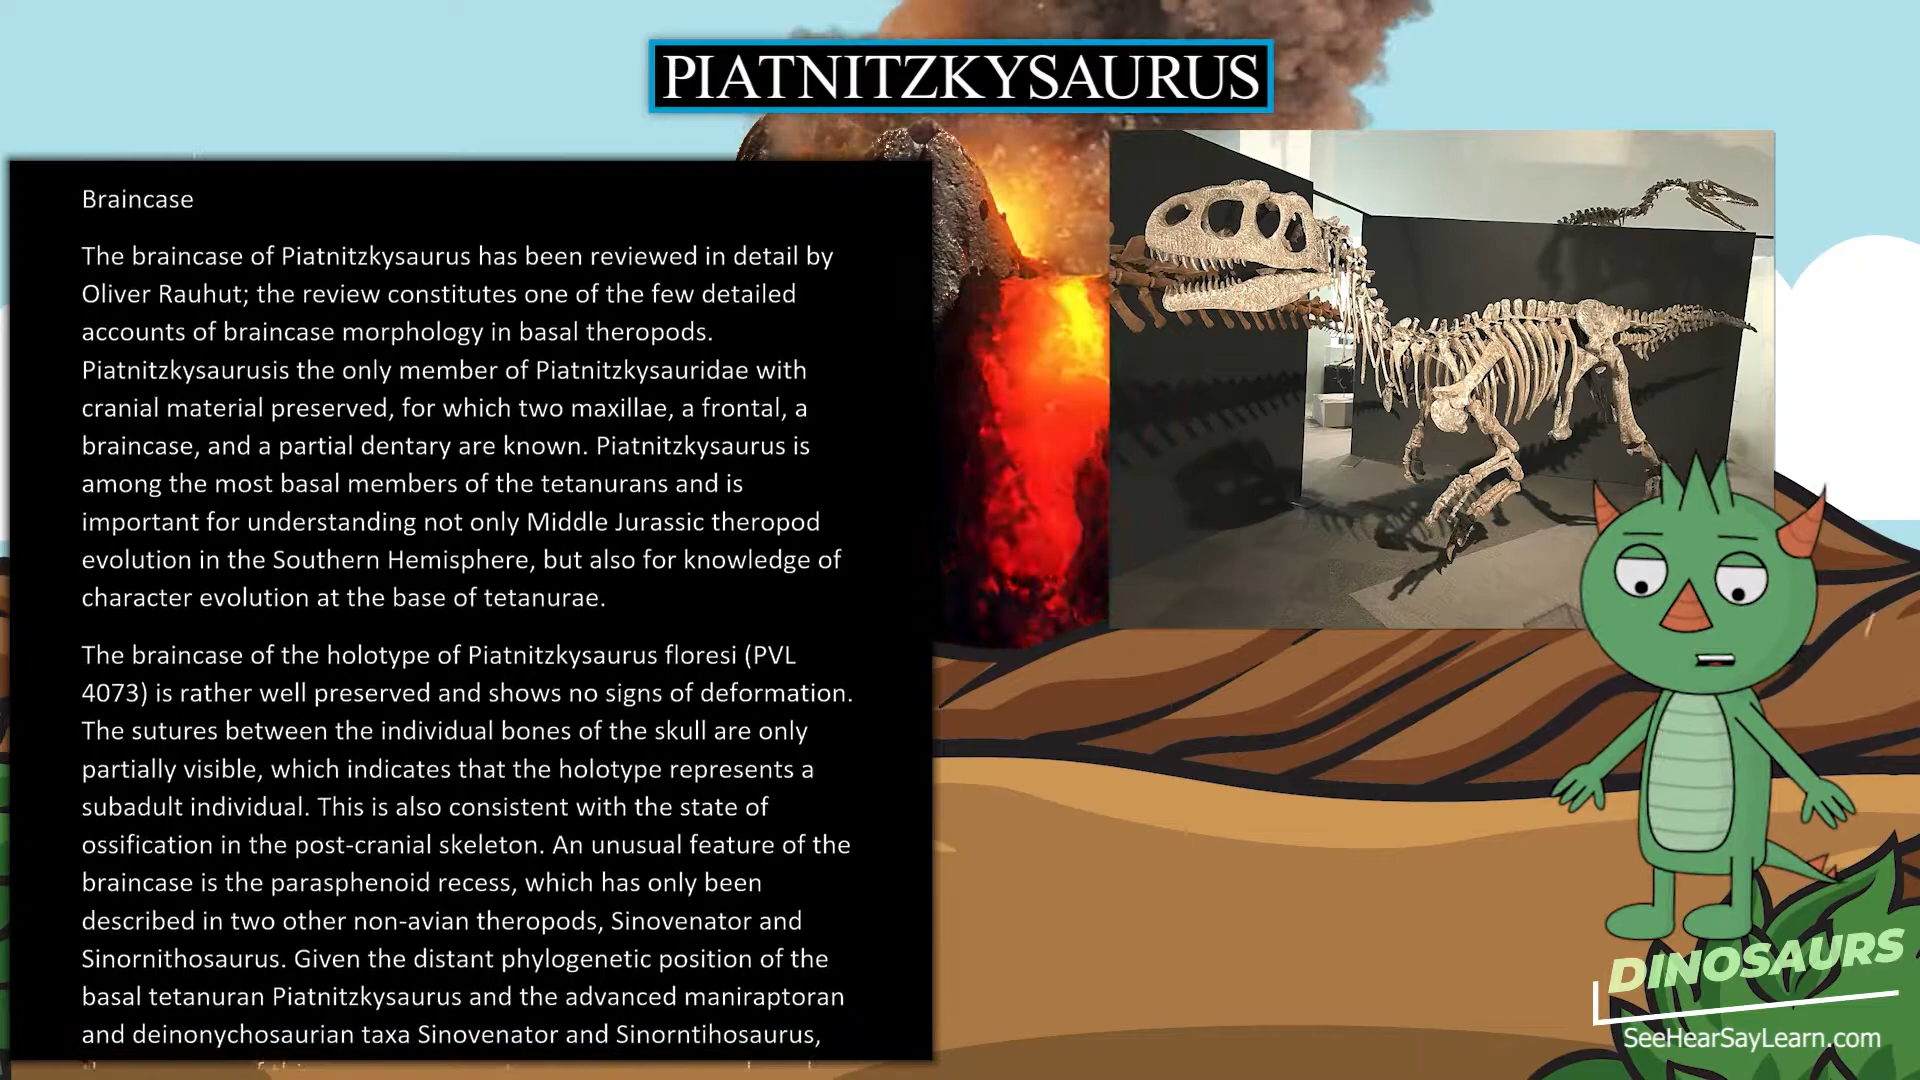 PIATNITZKYSAURUS
Braincase
The braincase of Piatnitzkysaurus has been reviewed in detail by
Oliver Rauhut; the review constitutes one of the few detailed
accounts of braincase morphology in basal theropods.
Piatnitzkysaurusis the only member of Piatnitzkysauridae with
cranial material preserved, for which two maxillae, a frontal, a
braincase, and a partial dentary are known. Piatnitzkysaurus is
among the most basal members of the tetanurans and is
important for understanding not only Middle Jurassic theropod
evolution in the Southern Hemisphere, but also for knowledge of
character evolution at the base of tetanurae.
The braincase of the holotype of Piatnitzkysaurus floresi (PVL
4073) is rather well preserved and shows no signs of deformation.
The sutures between the individual bones of the skull are only
partially visible, which indicates that the holotype represents a
subadult individual. This is also consistent with the state of
ossification in the post-cranial skeleton. An unusual feature of the
braincase is the parasphenoid recess, which has only been
described in two other non-avian theropods, Sinovenator and
Sinornithosaurus. Given the distant phylogenetic position of the
basal tetanuran Piatnitzkysaurus and the advanced maniraptoran
and deinonychosaurian taxa Sinovenator and Sinorntihosaurus,
DINOSAURS
SeeHearSayLearn.com